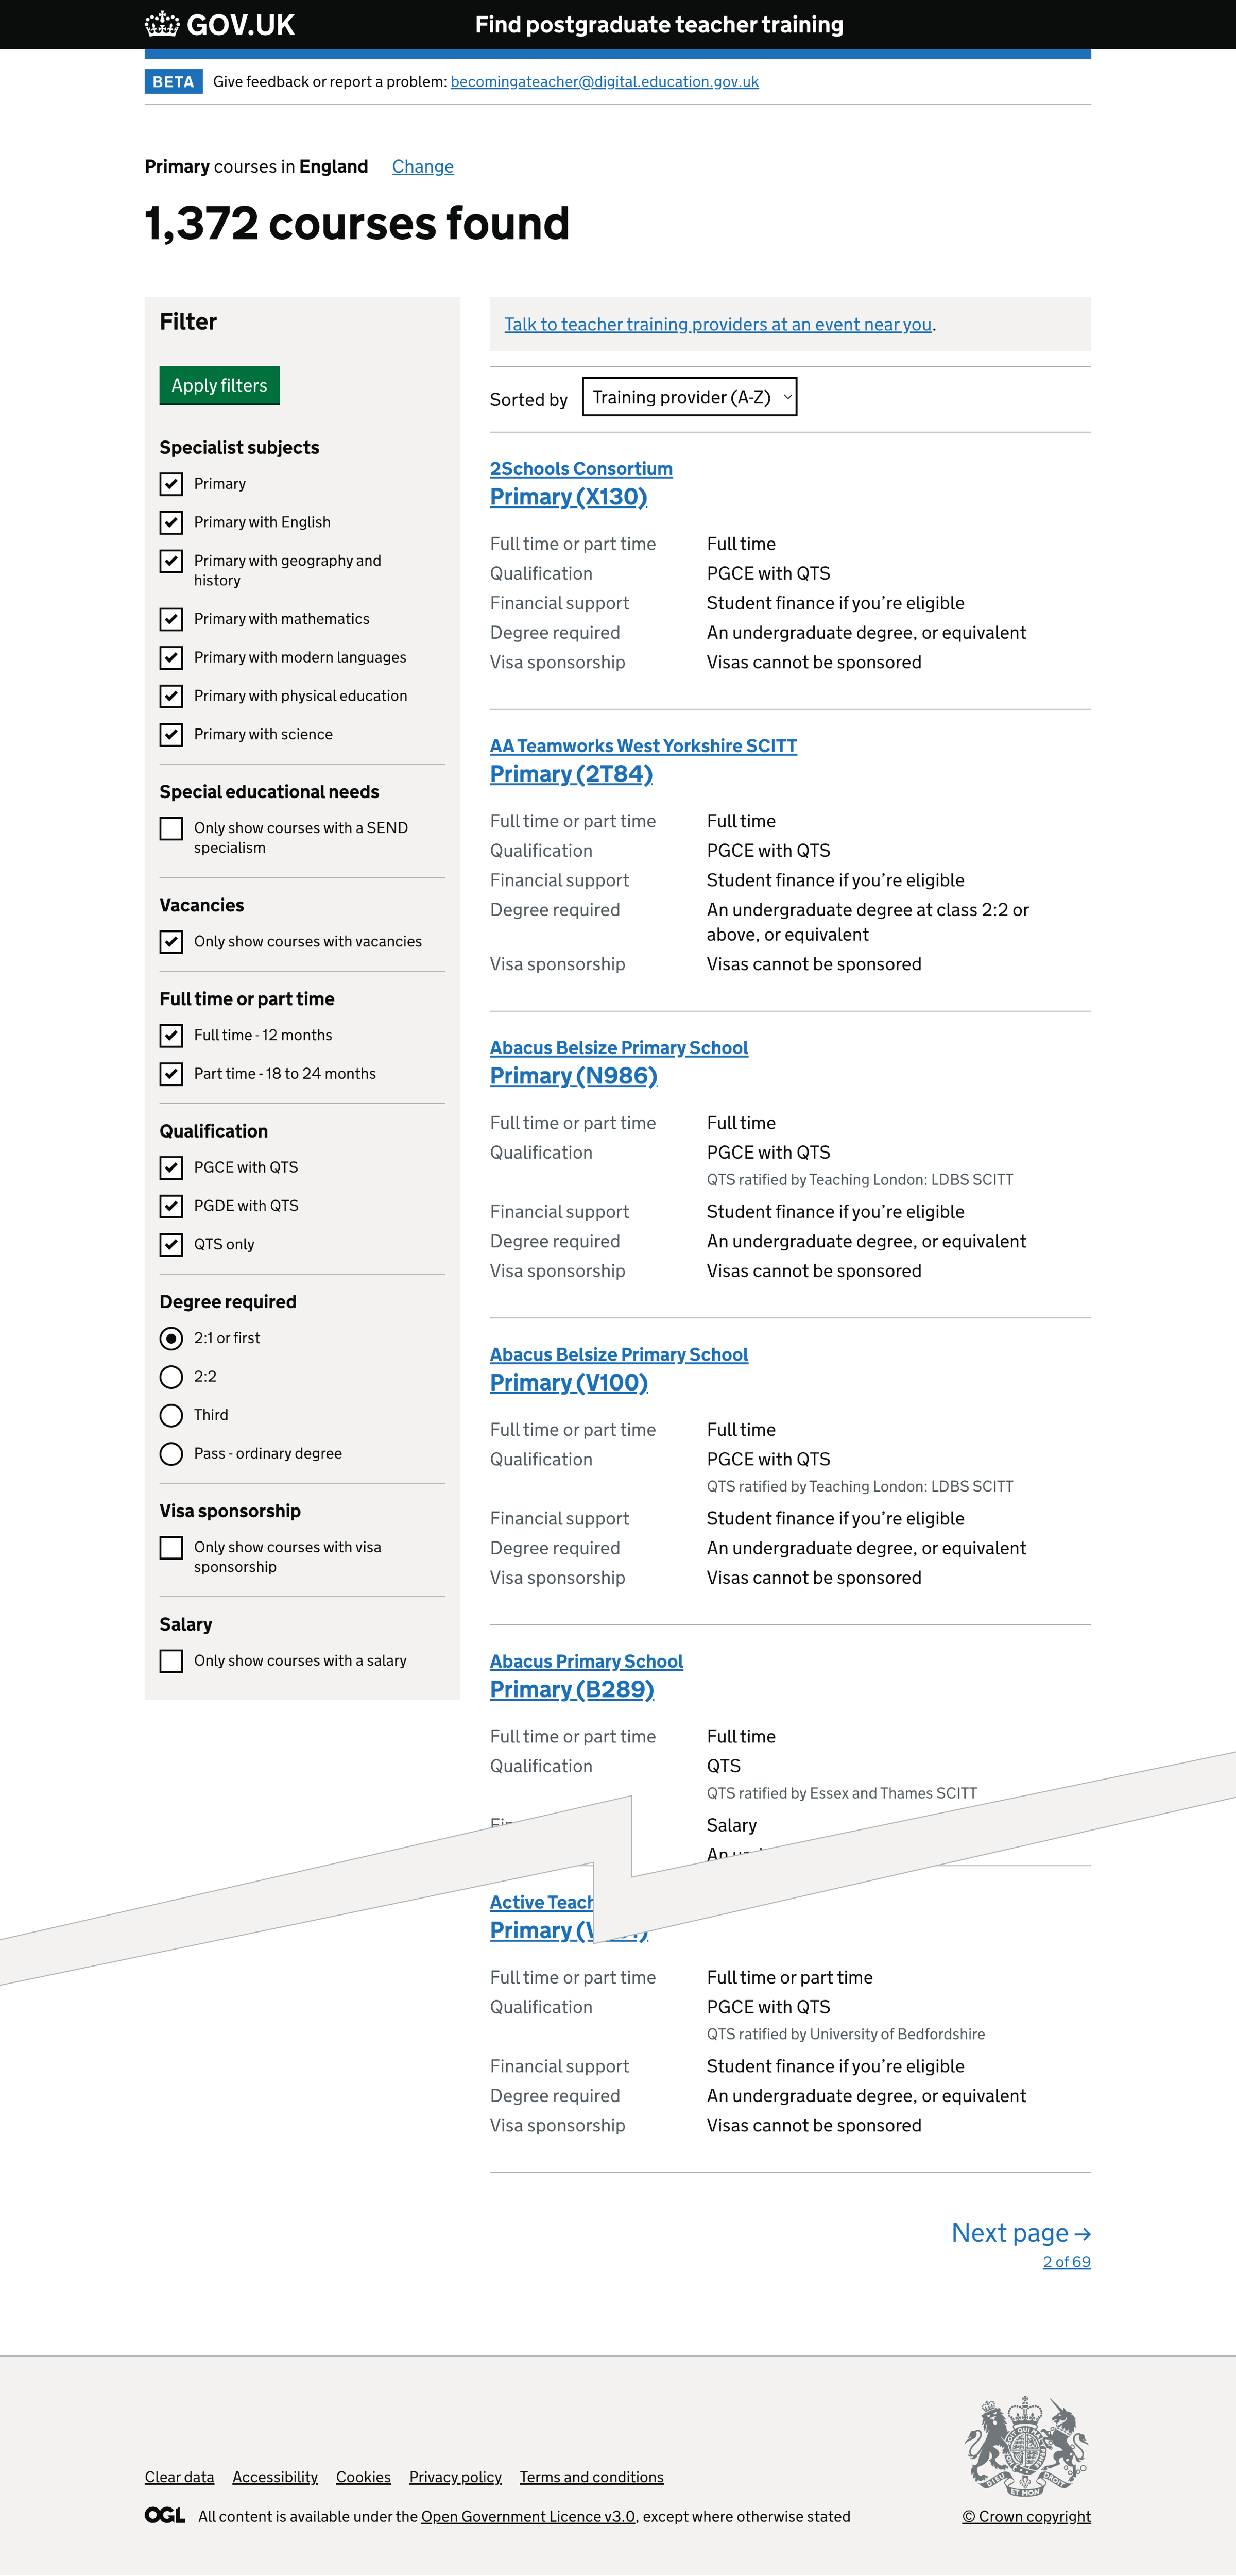 GOV.UK
Find postgraduate teacher training
BETA Give feedback or report a problem: becomingateacher@digital.education.gov.uk
Primary courses in England Change
1,372 courses found
Filter
Apply filters
Specialist subjects
Primary
Primary with English
Primary with geography and
history
Primary with mathematics
Primary with modern languages
Primary with physical education
Primary with science
Special educational needs
Only show courses with a SEND
specialism
Vacancies
Only show courses with vacancies
Full time or part time
Full time - 12 months
Part time - 18 to 24 months
Qualification
PGCE with QTS
PGDE with QTS
QTS only
Degree required
2:1 or first
2:2
Third
Pass - ordinary degree
Visa sponsorship
Only show courses with visa
sponsorship
Salary
Only show courses with a salary
Talk to teacher training providers at an event near you.
Sorted by Training provider (A-Z)
2Schools Consortium
Primary (X130)
Full time or part time Full time
Qualification PGCE with QTS
Financial support Student finance if you’re eligible
Degree required An undergraduate degree, or equivalent
Visa sponsorship Visas cannot be sponsored
AA Teamworks West Yorkshire SCITT
Primary (2T84)
Full time or part time Full time
Qualification PGCE with QTS
Financial support Student finance if you’re eligible
Degree required An undergraduate degree at class 2:2 or
above, or equivalent
Visa sponsorship Visas cannot be sponsored
Abacus Belsize Primary School
Primary (N986)
Full time or part time Full time
Qualification PGCE with QTS
QTS ratified by Teaching London: LDBS SCITT
Financial support Student finance if you’re eligible
Degree required An undergraduate degree, or equivalent
Visa sponsorship Visas cannot be sponsored
Abacus Belsize Primary School
Primary (V100)
Full time or part time Full time
Qualification PGCE with QTS
QTS ratified by Teaching London: LDBS SCITT
Financial support Student finance if you’re eligible
Degree required An undergraduate degree, or equivalent
Visa sponsorship Visas cannot be sponsored
Abacus Primary School
Primary (B289)
Full time or part time Full time
Qualification QTS
QTS ratified by Essex and Thames SCITT
Salary
An
Active
Primary
Full time or part time Full time or part time
Qualification PGCE with QTS
QTS ratified by University of Bedfordshire
Financial support Student finance if you’re eligible
Degree required An undergraduate degree, or equivalent
Visa sponsorship Visas cannot be sponsored
Next page →
2 of 69
Clear data Accessibility Cookies Privacy policy Terms and conditions
OGL All content is available under the Open Government Licence v3.0, except where otherwise stated
© Crown copyright